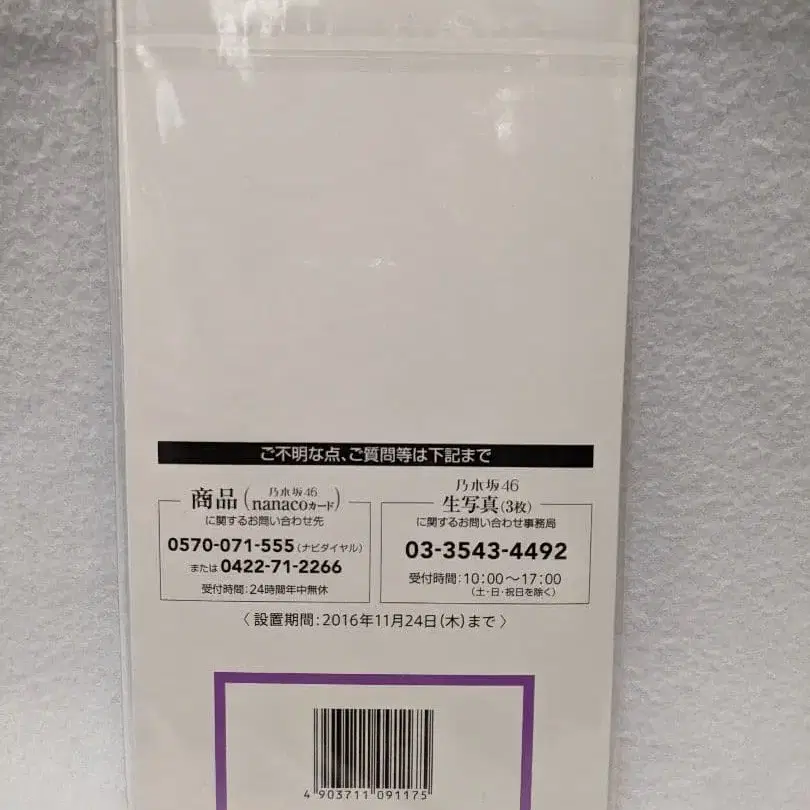 ご不明な点、ご質問等は下記まで
商品(乃木坂46 nanacoカード)
に関するお問い合わせ先
0570-071-555(ナビダイヤル)
または0422-71-2266
受付時間:24時間年中無休
乃木坂46
生写真(3枚)
に関するお問い合わせ事務局
03-3543-4492
受付時間:10:00〜17:00
(土・日・祝日を除く)
〈設置期間:2016年11月24日(木)まで〉
4 903711 091175